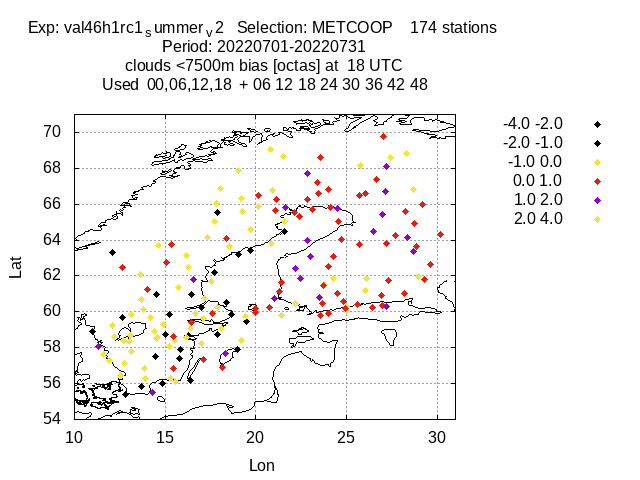 Exp: val46h1rc1summerv2 Selection: METCOOP 174 stations
Period: 20220701-20220731
clouds <7500m bias [octas] at 18 UTC
Used 00,06,12,18 + 06 12 18 24 30 36 42 48
-4.0 -2.0
-2.0 -1.0
-1.0 0.0
0.0 1.0
1.0 2.0
2.0 4.0
70
68
66
64
62
60
58
56
54
Lat
10 15 20 25 30
Lon